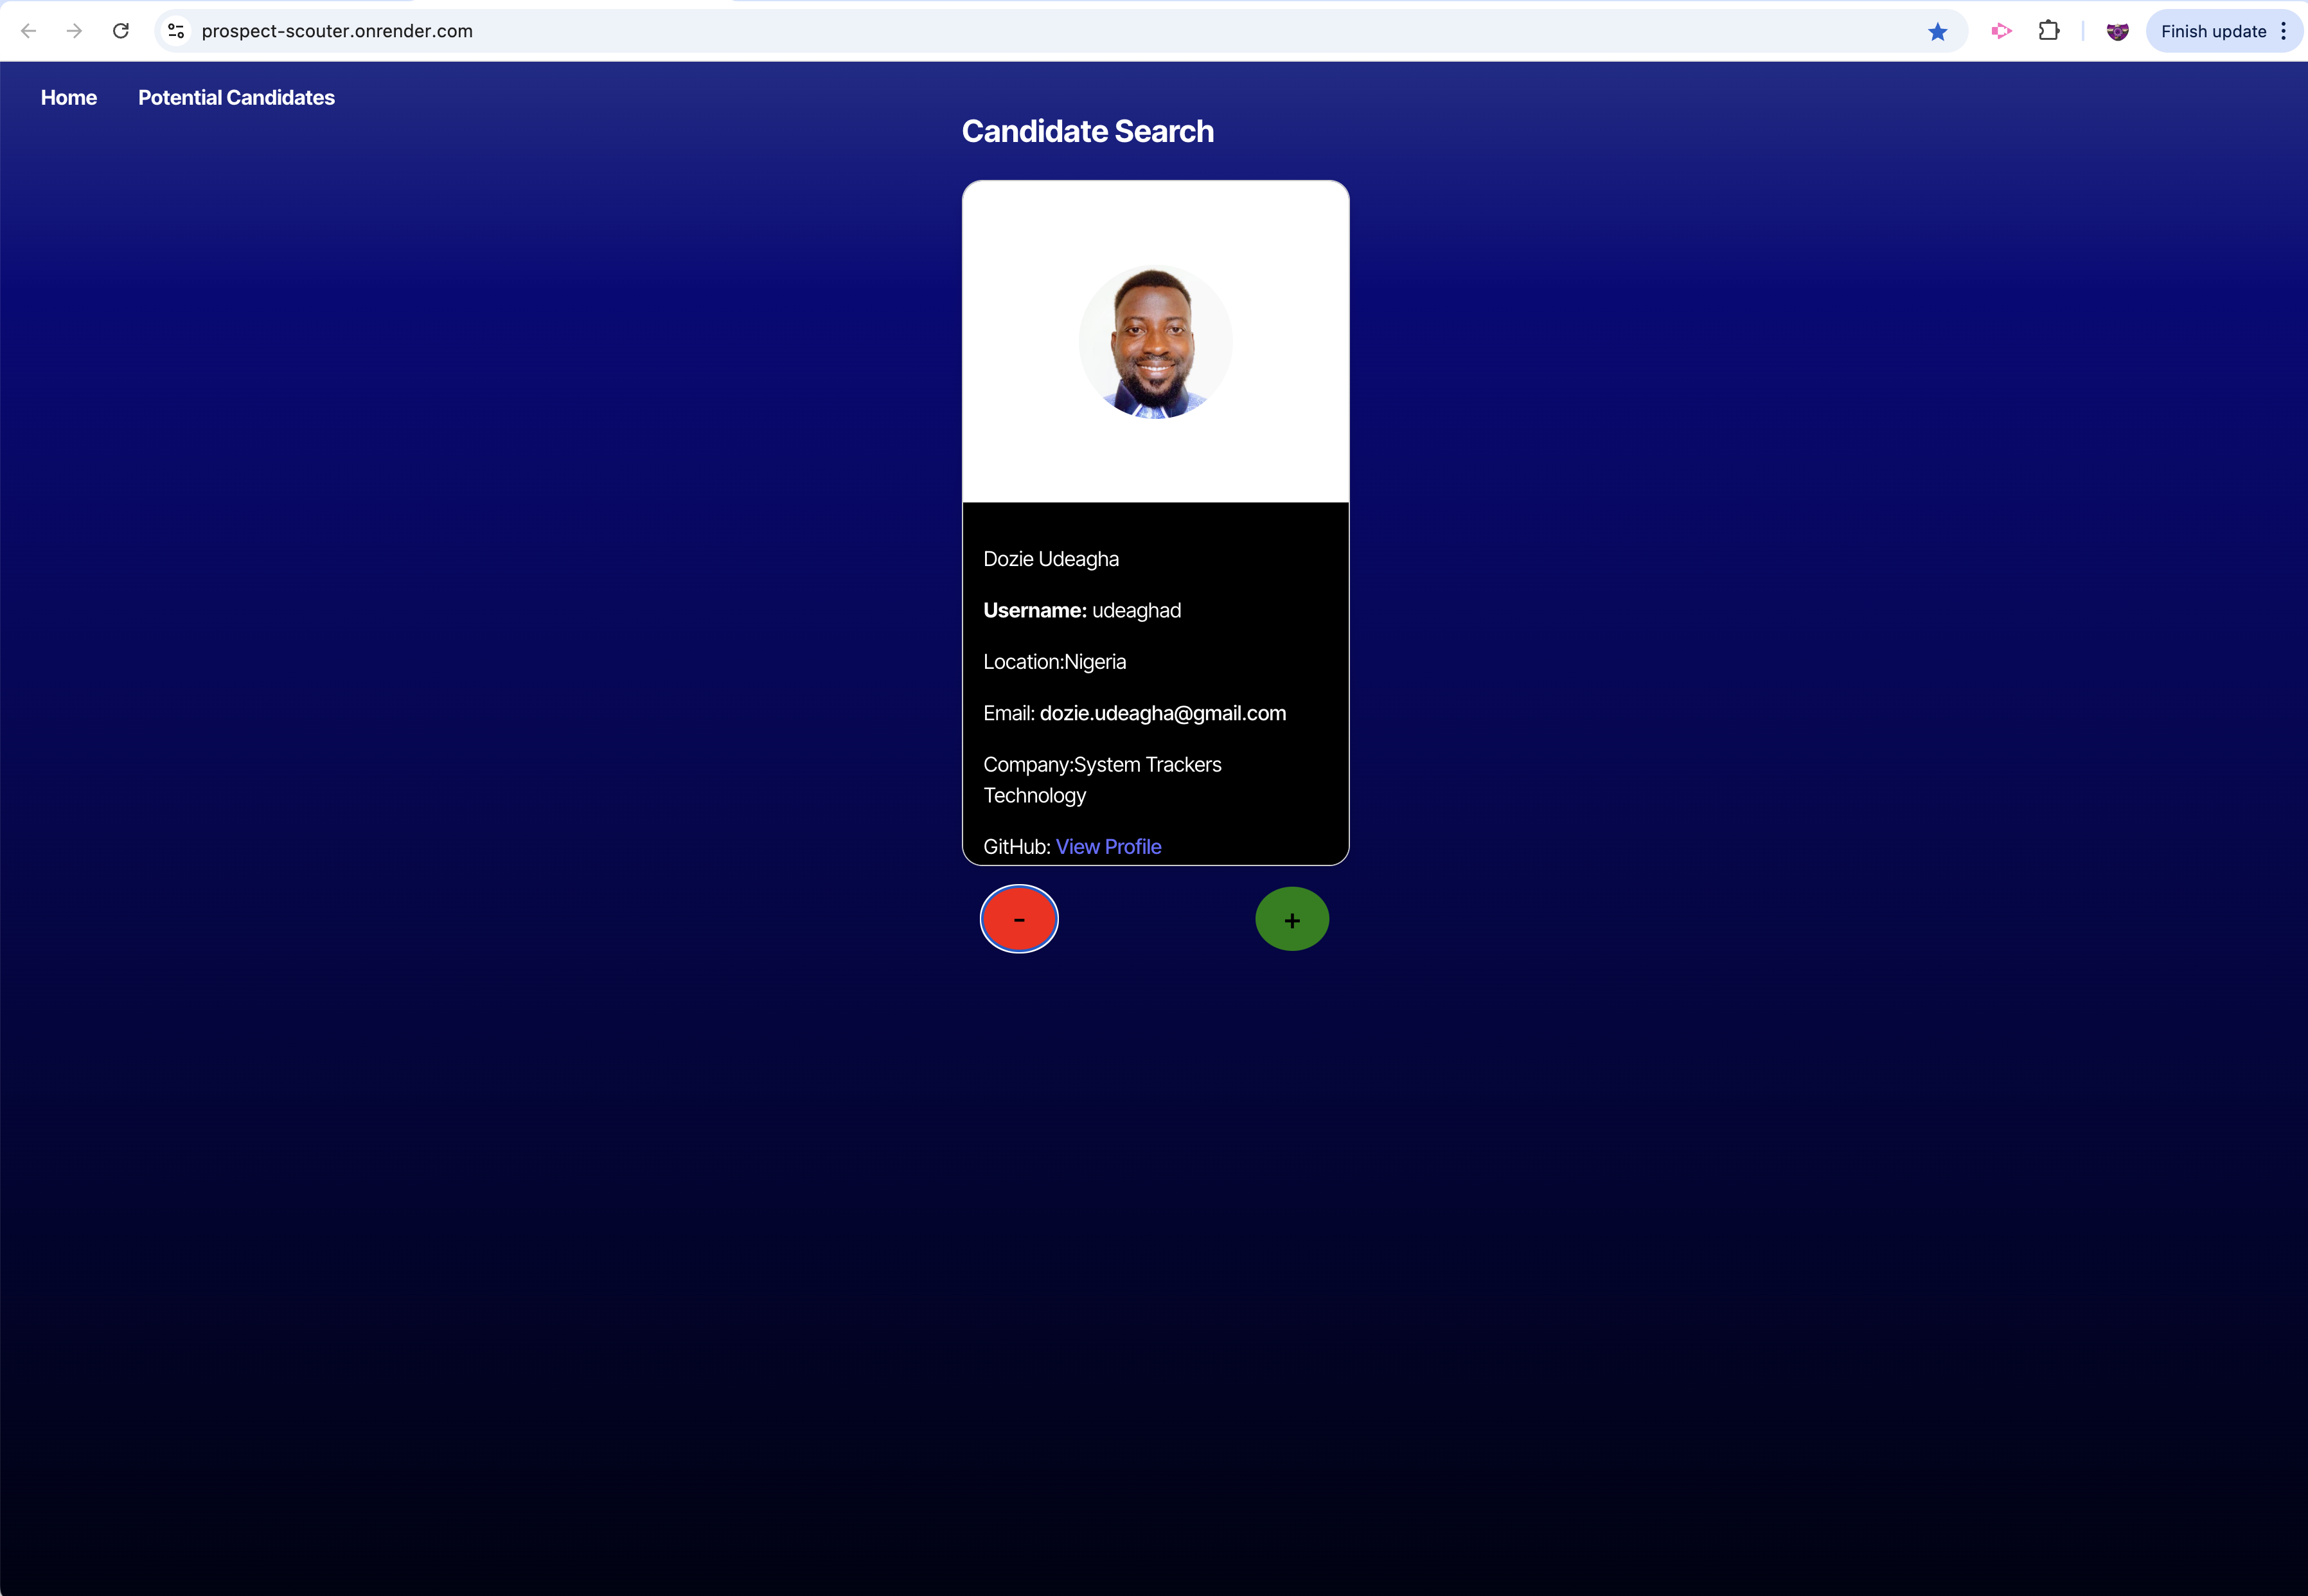 prospect-scouter.onrender.com
Finish update
Home Potential Candidates
Candidate Search
Dozie Udeagha
Username: udeaghad
Location:Nigeria
Email: dozie.udeagha@gmail.com
Company:System Trackers
Technology
GitHub: View Profile
- +